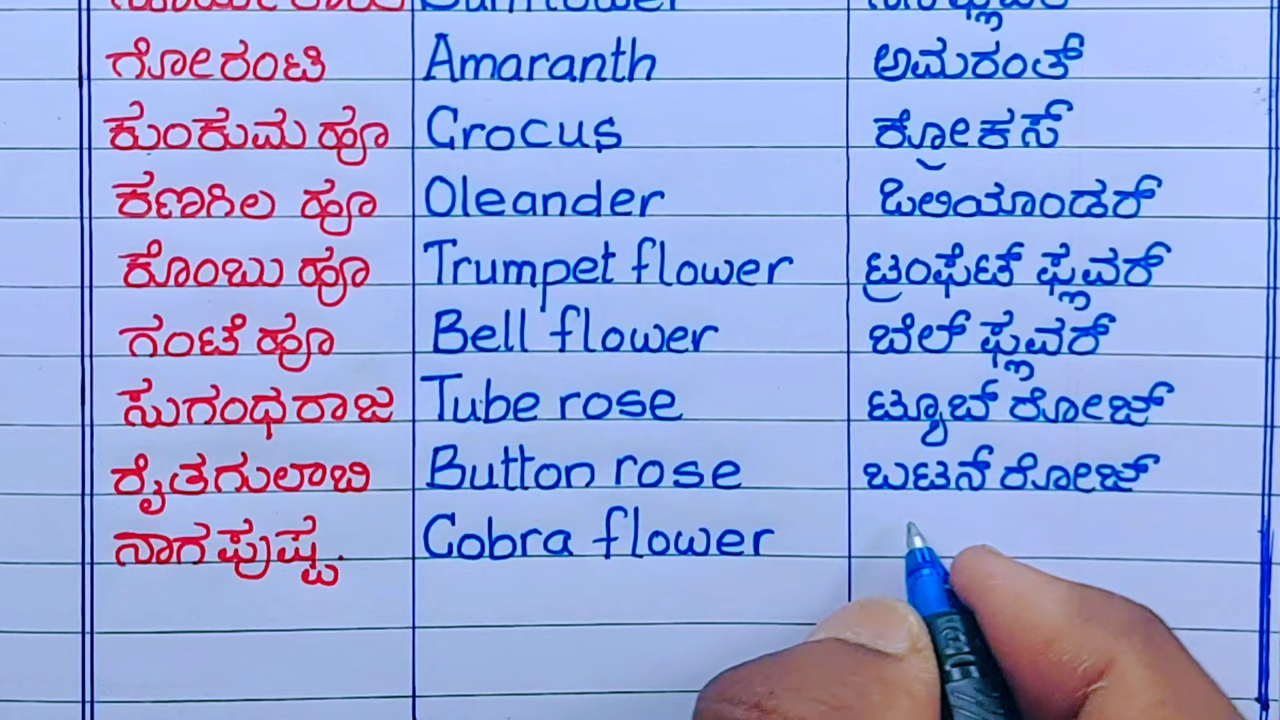 ಗೋರಂಟಿ Amaranth ಅಮರಂತ್
ಕುಂಕುಮ ಹೂ Crocus ಕ್ರೋಕಸ್
ಕಣಗಿಲ ಹೂ Oleander ಓಲಿಯಾಂಡರ್
ಕೊಂಬು ಹೂ Trumpet flower ಟ್ರಂಫೆಟ್ ಫ್ಲವರ್
ಗಂಟೆ ಹೂ Bell flower ಬೆಲ್ ಫ್ಲವರ್
ಸುಗಂಧರಾಜ Tube rose ಟ್ಯೂಬ್ ರೋಜ್
ರೈತಗುಲಾಬಿ Button rose ಬಟನ್ ರೋಜ್
ನಾಗಪುಷ್ಪ. Cobra flower